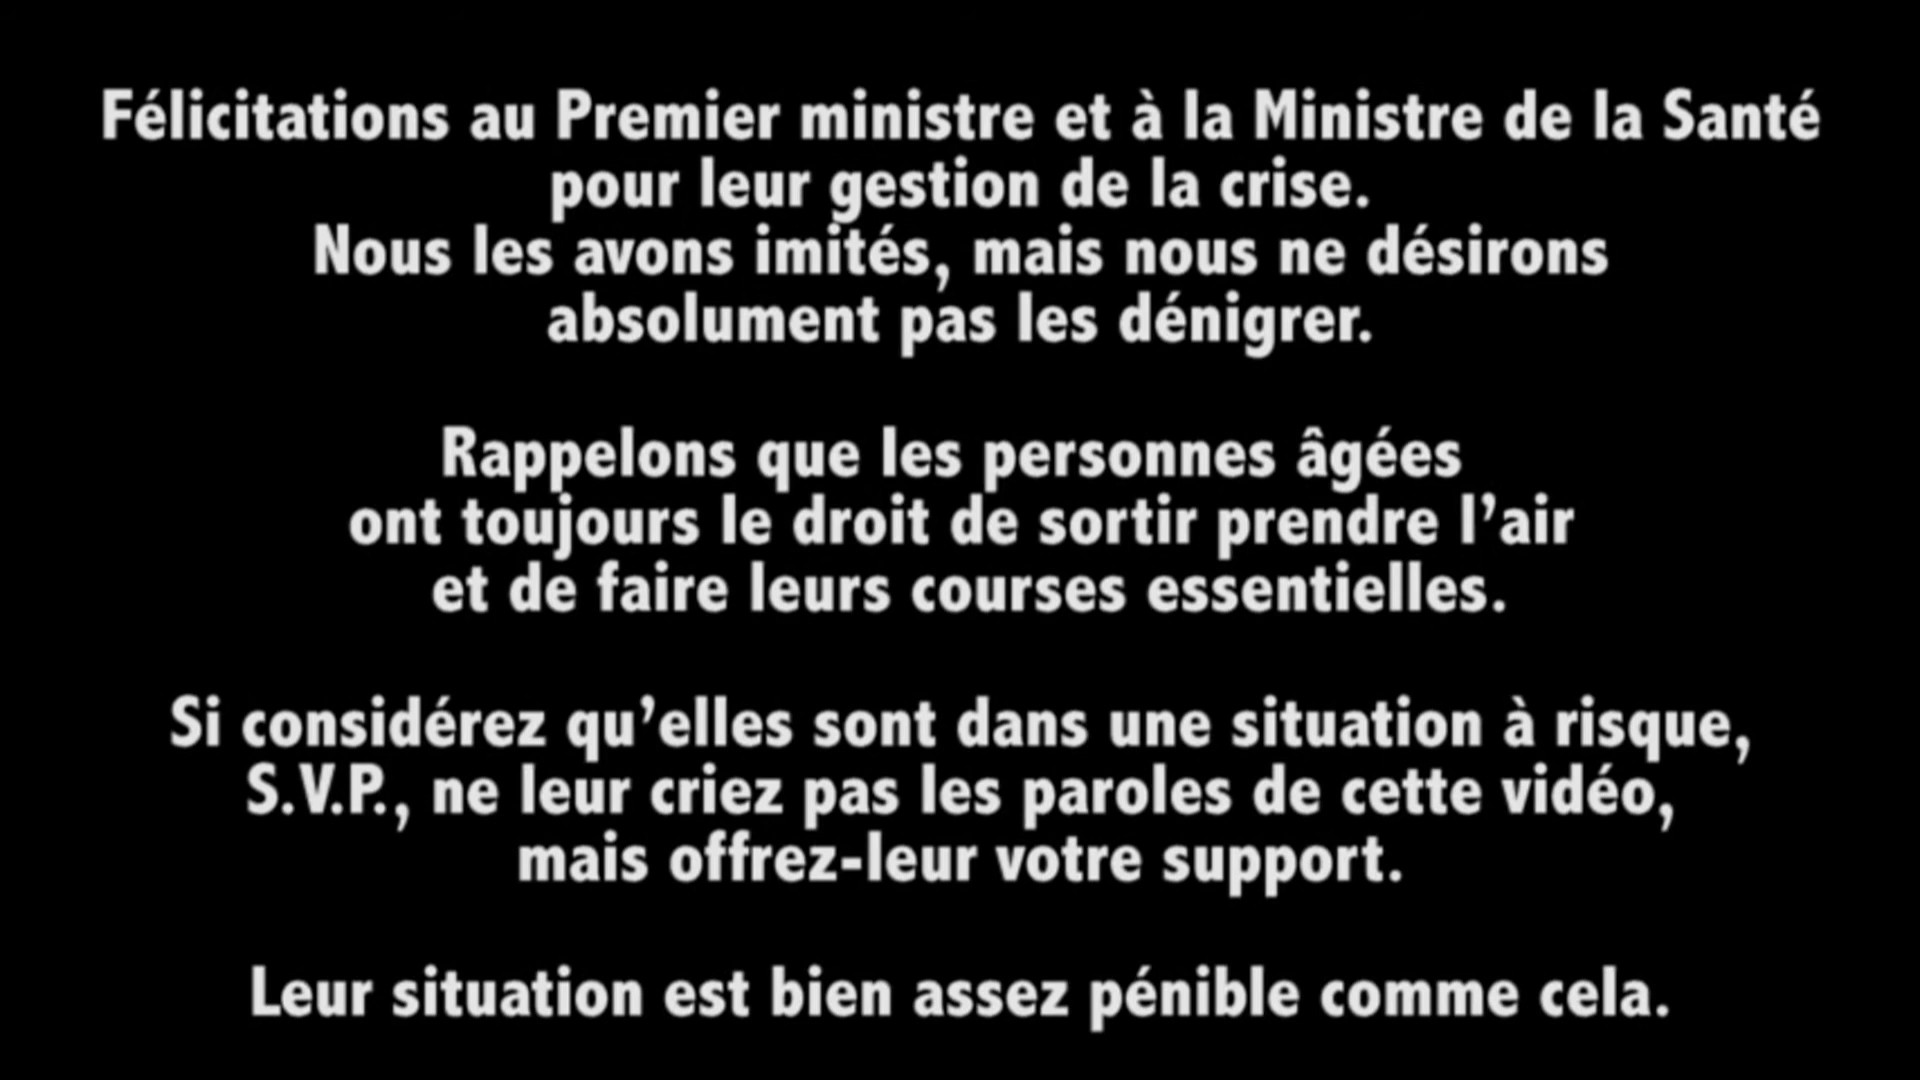 Félicitations au Premier ministre et à la Ministre de la Santé
pour leur gestion de la crise.
Nous les avons imités, mais nous ne désirons
absolument pas les dénigrer.
Rappelons que les personnes âgées
ont toujours le droit de sortir prendre l’air
et de faire leurs courses essentielles.
Si considérez qu’elles sont dans une situation à risque,
S.V.P., ne leur criez pas les paroles de cette vidéo,
mais offrez-leur votre support.
Leur situation est bien assez pénible comme cela.